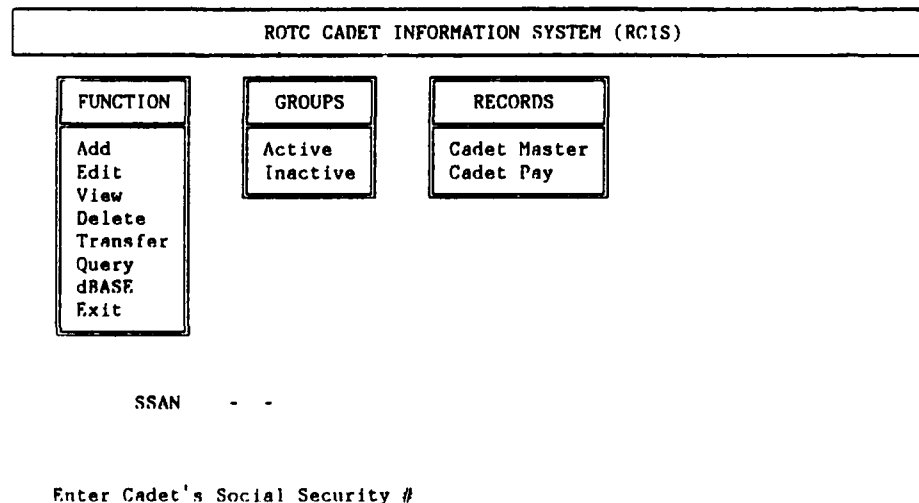 ROTC CADET INFORMATION SYSTEM (RCIS)
FUNCTION
Add
Edit
View
Delete
Transfer
Query
dBASE
Exit
GROUPS
Active
Inactive
RECORDS
Cadet Master
Cadet Pay
SSAN - -
Enter Cadet's Social Security #